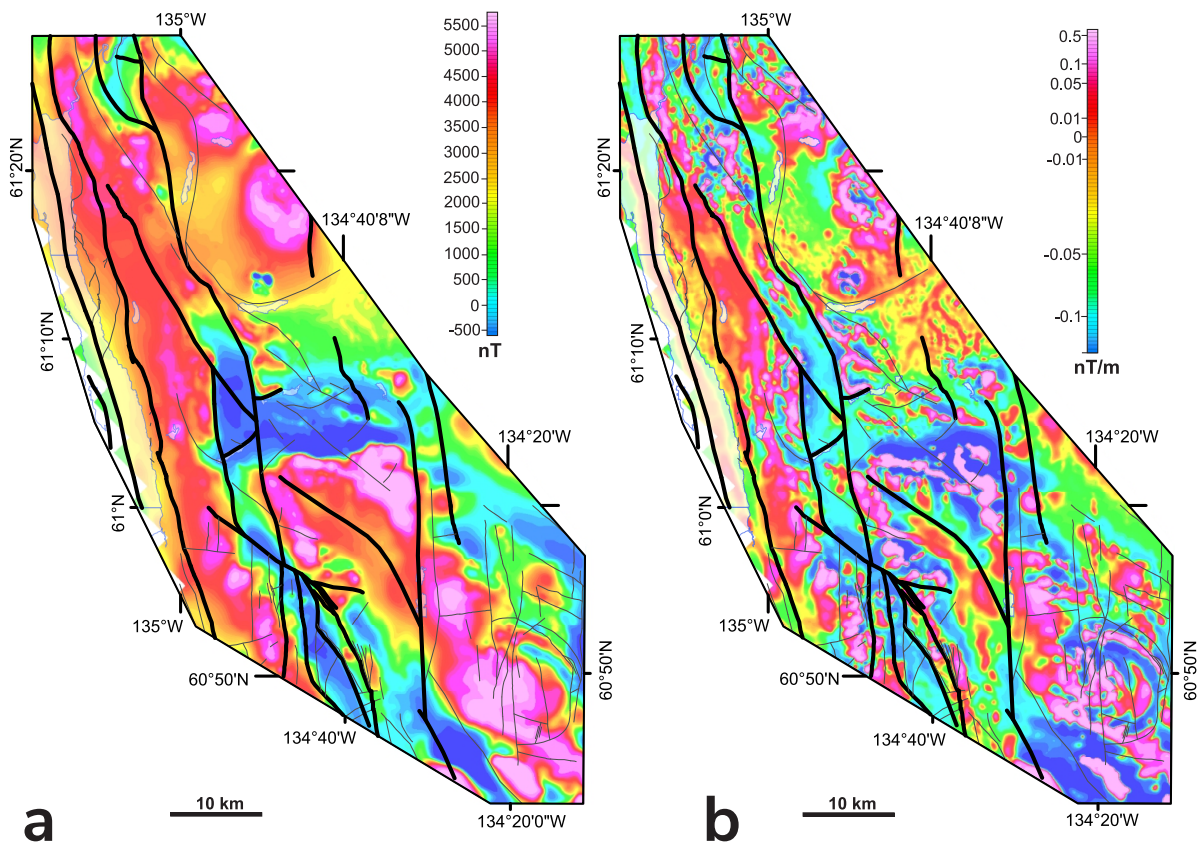 135°W
5500
5000
4500
4000
3500
3000
2500
2000
1500
1000
500
0
-500
nT
61°20'N
134°40'8"W
61°10'N
134°20'W
61°N
135°W
60°50'N
60°50'N
134°40'W
134°20'0"W
10 km
a
135°W
0.5
0.1
0.05
0.01
0
-0.01
-0.05
-0.1
nT/m
61°20'N
134°40'8"W
61°10'N
134°20'W
61°0'N
135°W
60°50'N
60°50'N
134°40'W
134°20'W
10 km
b